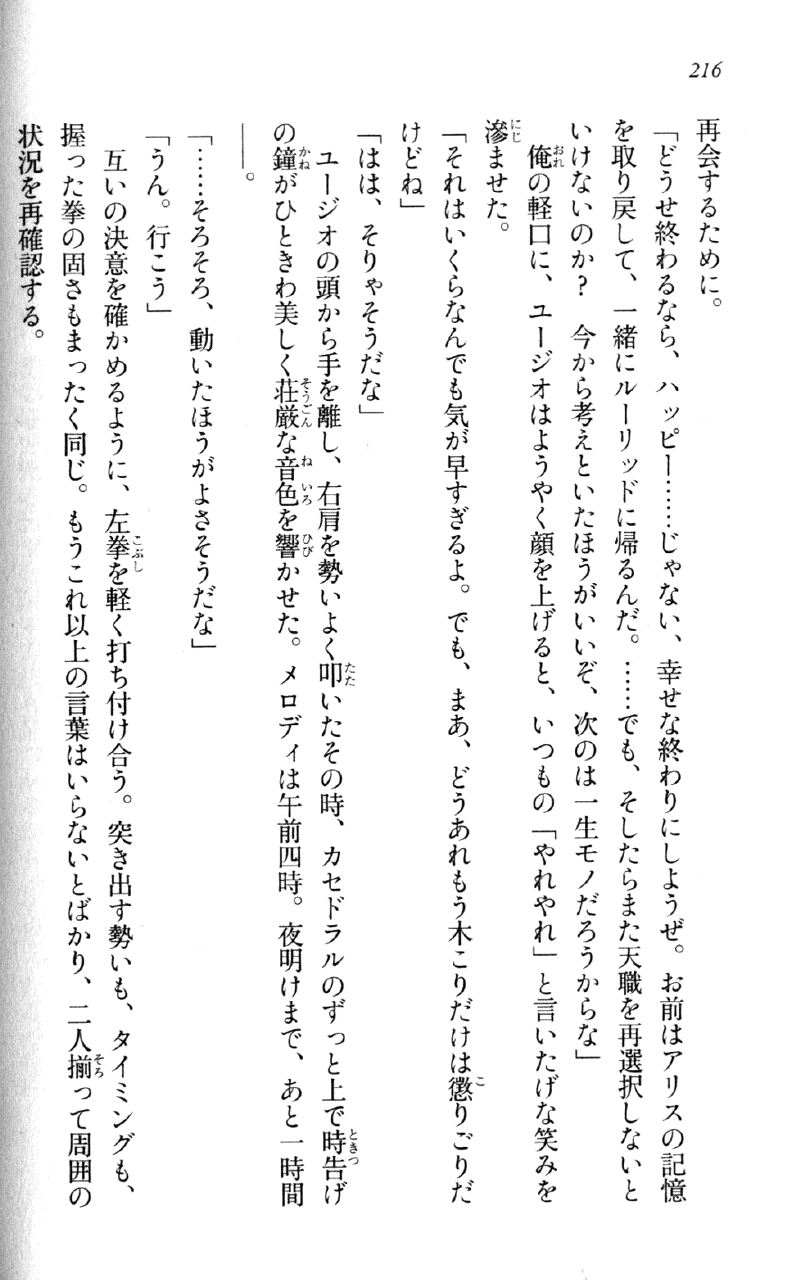 216
再会するために。
「どうせ終わるなら、ハッピー……じゃない、幸せな終わりにしようぜ。お前はアリスの記憶
を取り戻して、一緒にルーリッドに帰るんだ。……でも、そしたらまた天職を再選択しないと
いけないのか? 今から考えといたほうがいいぞ、次のは一生モノだろうからな」
俺の軽口に、ユージオはようやく顔を上げると、いつもの「やれやれ」と言いたげな笑みを
滲ませた。
「それはいくらなんでも気が早すぎるよ。でも、まあ、どうあれもう木こりだけは懲りごりだ
けどね」
「はは、そりゃそうだな」
ユージオの頭から手を離し、右肩を勢いよく叩いたその時、カセドラルのずっと上で時告げ
の鐘がひときわ美しく荘厳な音色を響かせた。メロディは午前四時。夜明けまで、あと一時間
――。
「……そろそろ、動いたほうがよさそうだな」
「うん。行こう」
互いの決意を確かめるように、左拳を軽く打ち付け合う。突き出す勢いも、タイミングも、
握った拳の固さもまったく同じ。もうこれ以上の言葉はいらないとばかり、二人揃って周囲の
状況を再確認する。